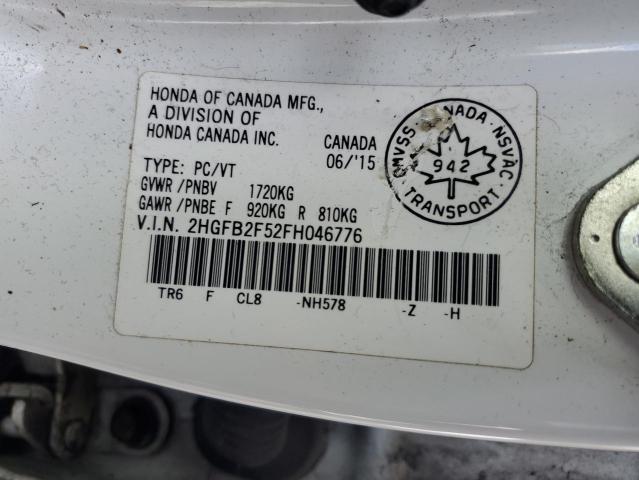 HONDA OF CANADA MFG.,
A DIVISION OF
HONDA CANADA INC.
CANADA
06/'15
TYPE: PC/VT
GVWR/PNBV 1720KG
GAWR/PNBE F 920KG R 810KG
V.I.N. 2HGFB2F52FH046776
TR6 F CL8 -NH578 -Z -H
CANADA · NSVAC
CMVSS
942
TRANSPORT